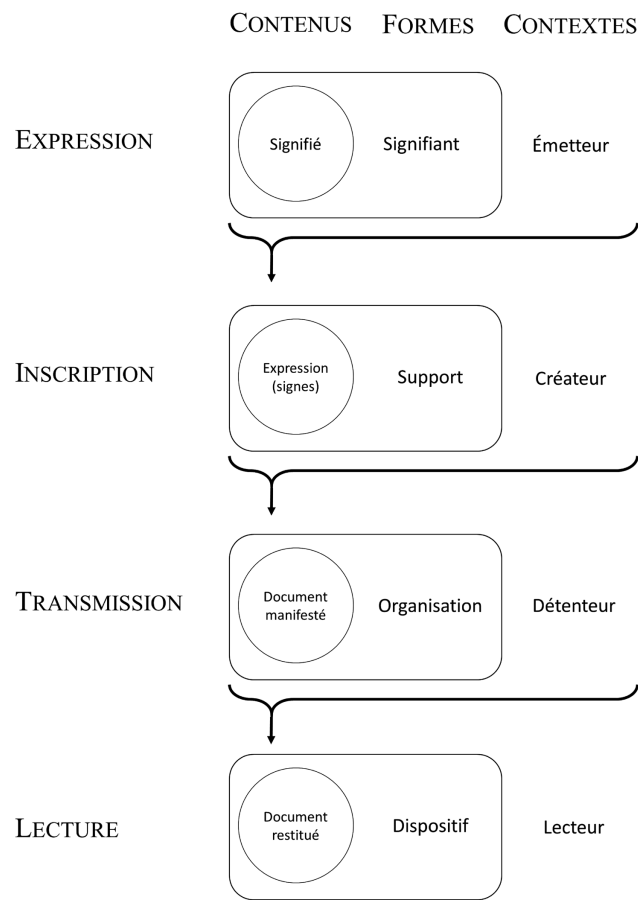 CONTENUS FORMES CONTEXTES
EXPRESSION
Signifié
Signifiant
Émetteur
INSCRIPTION
Expression
(signes)
Support
Créateur
TRANSMISSION
Document
manifesté
Organisation
Détenteur
LECTURE
Document
restitué
Dispositif
Lecteur